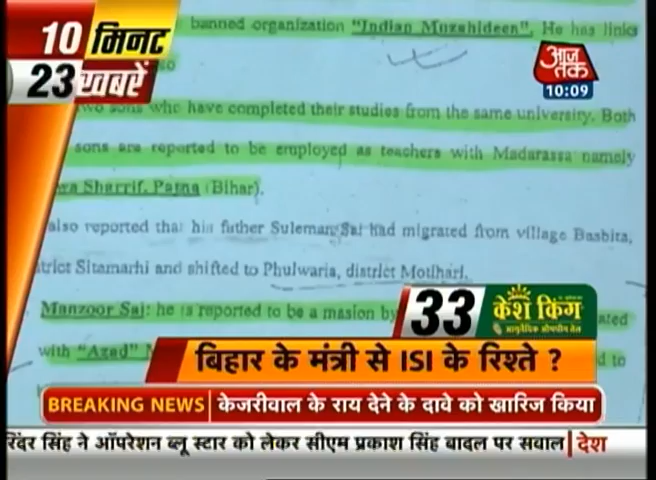 10 मिनट
23 खबरें
आज तक
10:09
banned organization "Indian Muzahideen". He has links
two sons who have completed their studies from the same university. Both
sons are reported to be employed as teachers with Madarassa namely
Sharrif, Patna (Bihar).
also reported that his father Suleman Sai had migrated from village Basbita,
Sitamarhi and shifted to Phulwaria, district Motihari.
Manzoor Sai: he is reported to be a masion by
with "Azad"
33
केश किंग
आयुर्वेदिक औषधीय तेल
बिहार के मंत्री से ISI के रिश्ते ?
BREAKING NEWS केजरीवाल के राय देने के दावे को खारिज किया
सिंह ने ऑपरेशन ब्लू स्टार को लेकर सीएम प्रकाश सिंह बादल पर सवाल देश